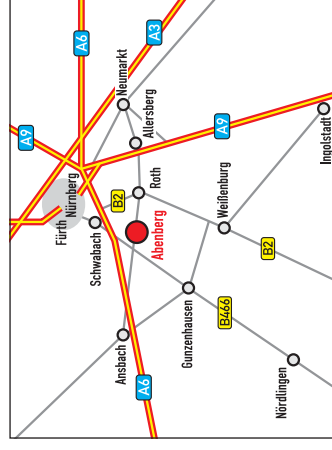 A6
A3
A9
Neumarkt
Allersberg
A9
Ingolstadt
Fürth
Nürnberg
B2
Roth
Schwabach
Abenberg
Weißenburg
B2
Ansbach
Gunzenhausen
B466
A6
Nördlingen